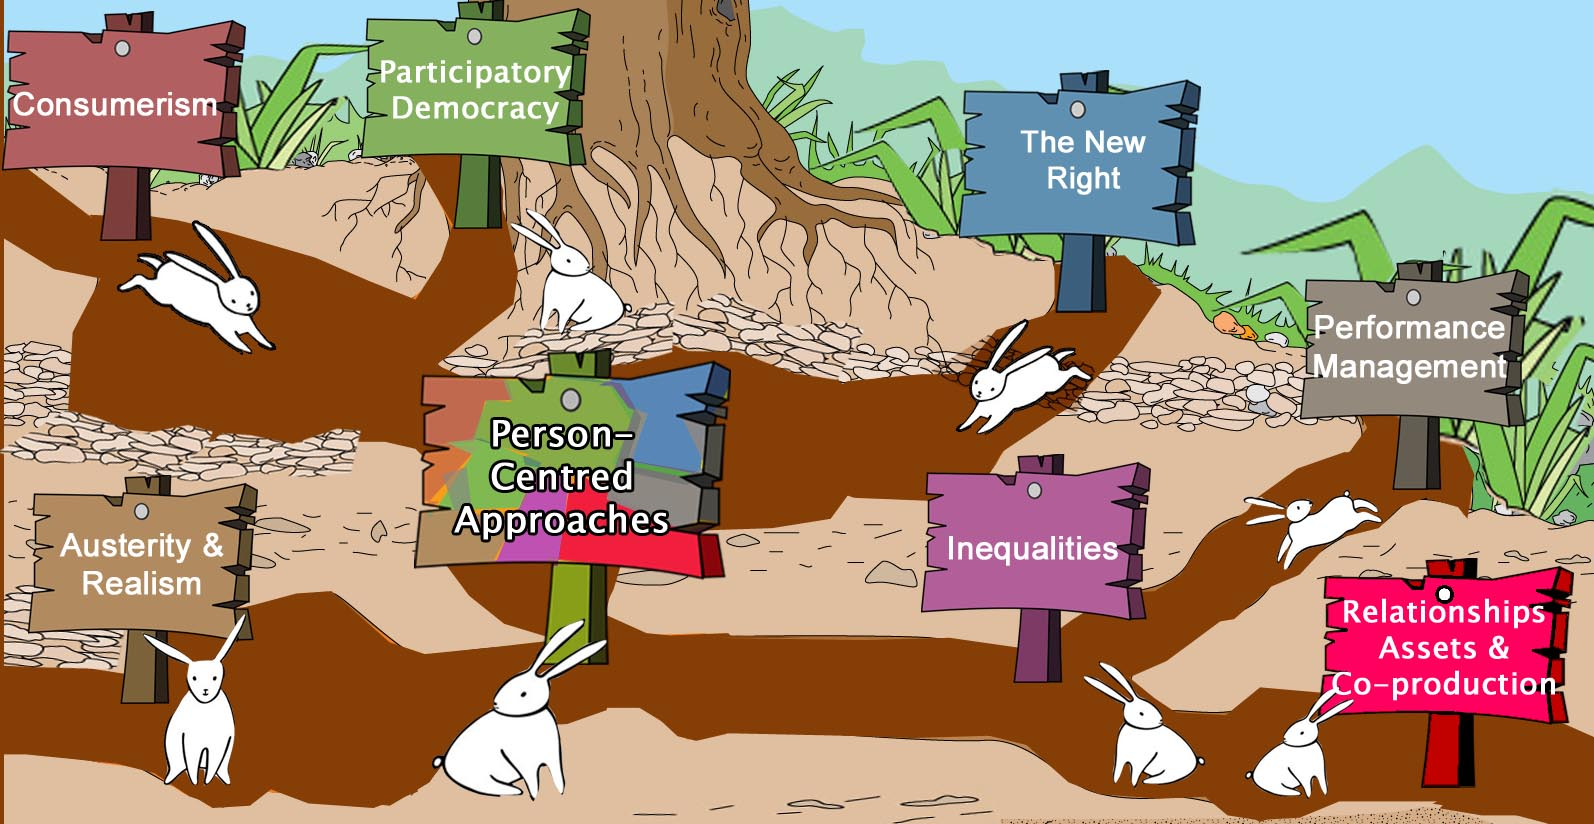 Consumerism
Participatory
Democracy
The New
Right
Performance
Management
Person-
Centred
Approaches
Austerity &
Realism
Inequalities
Relationships
Assets &
Co-production